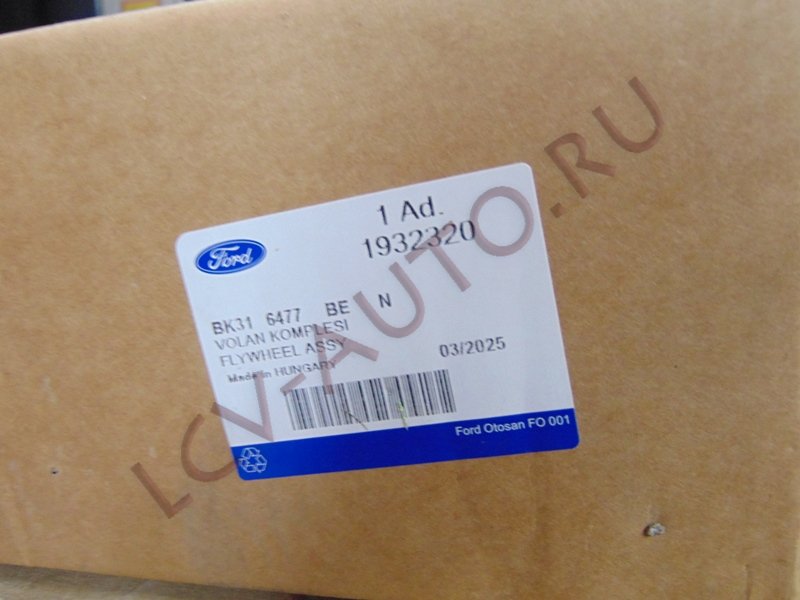 1 Ad.
1932320
Ford
BK31 6477 BE N
VOLAN KOMPLESI
FLYWHEEL ASSY
03/2025
Made in HUNGARY
Ford Otosan FO 001
LCV-AUTO.RU